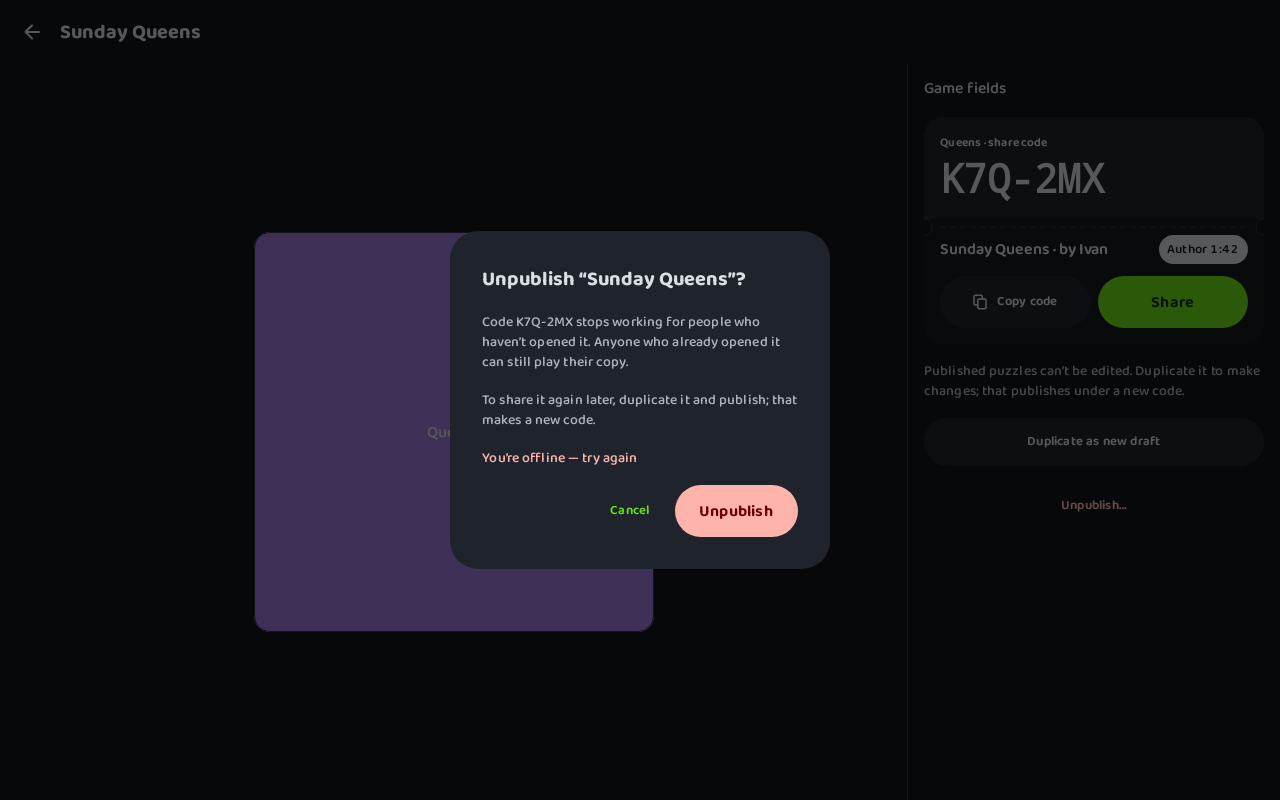 Sunday Queens
Game fields
Queens · share code
K7Q-2MX
Sunday Queens · by Ivan
Author 1:42
Copy code
Share
Published puzzles can't be edited. Duplicate it to make
changes; that publishes under a new code.
Duplicate as new draft
Unpublish…
Unpublish “Sunday Queens”?
Code K7Q-2MX stops working for people who
haven't opened it. Anyone who already opened it
can still play their copy.
To share it again later, duplicate it and publish; that
makes a new code.
You're offline — try again
Cancel
Unpublish